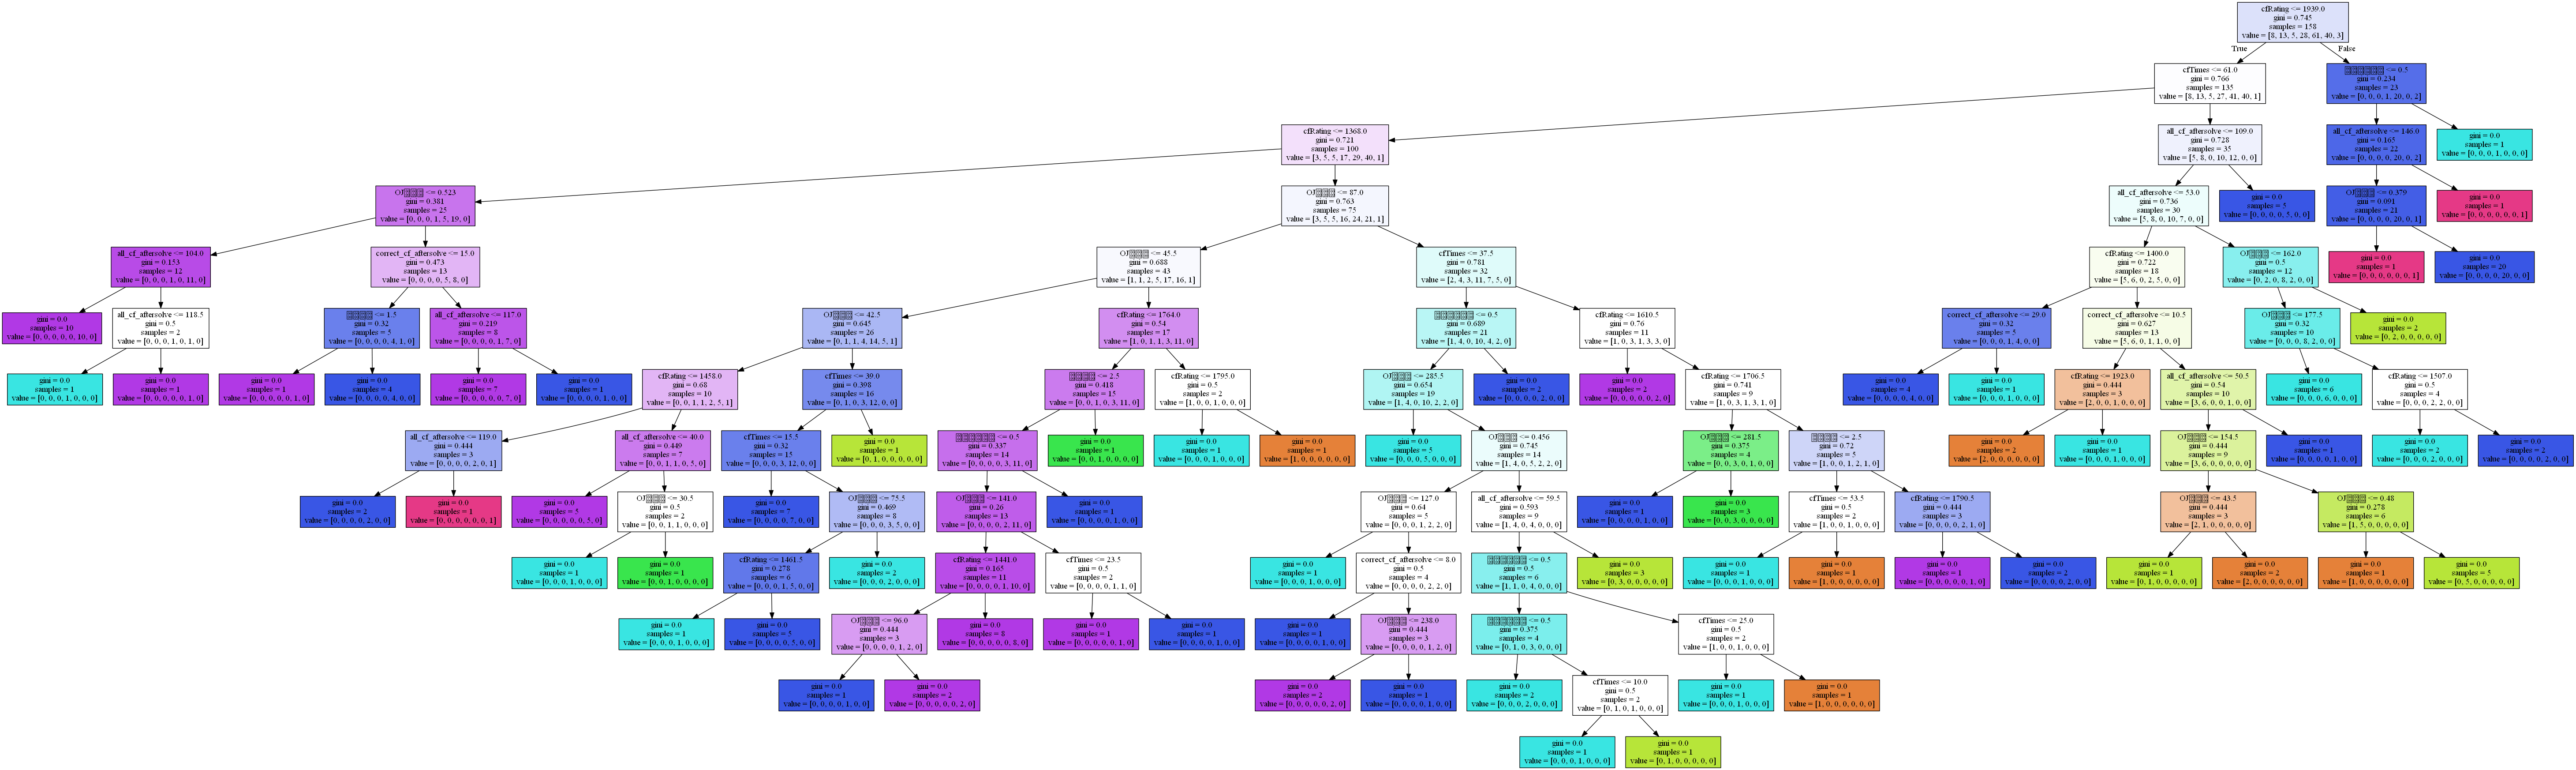 cfRating <= 1939.0
gini = 0.745
samples = 158
value = [8, 13, 5, 28, 61, 40, 3]
True
False
cfTimes <= 61.0
gini = 0.766
samples = 135
value = [8, 13, 5, 27, 41, 40, 1]
<= 0.5
gini = 0.234
samples = 23
value = [0, 0, 0, 1, 20, 0, 2]
cfRating <= 1368.0
gini = 0.721
samples = 100
value = [3, 5, 5, 17, 29, 40, 1]
all_cf_aftersolve <= 109.0
gini = 0.728
samples = 35
value = [5, 8, 0, 10, 12, 0, 0]
all_cf_aftersolve <= 146.0
gini = 0.165
samples = 22
value = [0, 0, 0, 0, 20, 0, 2]
gini = 0.0
samples = 1
value = [0, 0, 0, 1, 0, 0, 0]
OJ <= 0.523
gini = 0.381
samples = 25
value = [0, 0, 0, 1, 5, 19, 0]
OJ <= 87.0
gini = 0.763
samples = 75
value = [3, 5, 5, 16, 24, 21, 1]
all_cf_aftersolve <= 53.0
gini = 0.736
samples = 30
value = [5, 8, 0, 10, 7, 0, 0]
gini = 0.0
samples = 5
value = [0, 0, 0, 0, 5, 0, 0]
OJ <= 0.379
gini = 0.091
samples = 21
value = [0, 0, 0, 0, 20, 0, 1]
gini = 0.0
samples = 1
value = [0, 0, 0, 0, 0, 0, 1]
all_cf_aftersolve <= 104.0
gini = 0.153
samples = 12
value = [0, 0, 0, 1, 0, 11, 0]
correct_cf_aftersolve <= 15.0
gini = 0.473
samples = 13
value = [0, 0, 0, 0, 5, 8, 0]
OJ <= 45.5
gini = 0.688
samples = 43
value = [1, 1, 2, 5, 17, 16, 1]
cfTimes <= 37.5
gini = 0.781
samples = 32
value = [2, 4, 3, 11, 7, 5, 0]
cfRating <= 1400.0
gini = 0.722
samples = 18
value = [5, 6, 0, 2, 5, 0, 0]
OJ <= 162.0
gini = 0.5
samples = 12
value = [0, 2, 0, 8, 2, 0, 0]
gini = 0.0
samples = 1
value = [0, 0, 0, 0, 0, 0, 1]
gini = 0.0
samples = 20
value = [0, 0, 0, 0, 20, 0, 0]
gini = 0.0
samples = 10
value = [0, 0, 0, 0, 0, 10, 0]
all_cf_aftersolve <= 118.5
gini = 0.5
samples = 2
value = [0, 0, 0, 1, 0, 1, 0]
<= 1.5
gini = 0.32
samples = 5
value = [0, 0, 0, 0, 4, 1, 0]
all_cf_aftersolve <= 117.0
gini = 0.219
samples = 8
value = [0, 0, 0, 0, 1, 7, 0]
OJ <= 42.5
gini = 0.645
samples = 26
value = [0, 1, 1, 4, 14, 5, 1]
cfRating <= 1764.0
gini = 0.54
samples = 17
value = [1, 0, 1, 1, 3, 11, 0]
<= 0.5
gini = 0.689
samples = 21
value = [1, 4, 0, 10, 4, 2, 0]
cfRating <= 1610.5
gini = 0.76
samples = 11
value = [1, 0, 3, 1, 3, 3, 0]
correct_cf_aftersolve <= 29.0
gini = 0.32
samples = 5
value = [0, 0, 0, 1, 4, 0, 0]
correct_cf_aftersolve <= 10.5
gini = 0.627
samples = 13
value = [5, 6, 0, 1, 1, 0, 0]
OJ <= 177.5
gini = 0.32
samples = 10
value = [0, 0, 0, 8, 2, 0, 0]
gini = 0.0
samples = 2
value = [0, 2, 0, 0, 0, 0, 0]
gini = 0.0
samples = 1
value = [0, 0, 0, 1, 0, 0, 0]
gini = 0.0
samples = 1
value = [0, 0, 0, 0, 0, 1, 0]
gini = 0.0
samples = 1
value = [0, 0, 0, 0, 0, 1, 0]
gini = 0.0
samples = 4
value = [0, 0, 0, 0, 4, 0, 0]
gini = 0.0
samples = 7
value = [0, 0, 0, 0, 0, 7, 0]
gini = 0.0
samples = 1
value = [0, 0, 0, 0, 1, 0, 0]
cfRating <= 1458.0
gini = 0.68
samples = 10
value = [0, 0, 1, 1, 2, 5, 1]
cfTimes <= 39.0
gini = 0.398
samples = 16
value = [0, 1, 0, 3, 12, 0, 0]
<= 2.5
gini = 0.418
samples = 15
value = [0, 0, 1, 0, 3, 11, 0]
cfRating <= 1795.0
gini = 0.5
samples = 2
value = [1, 0, 0, 1, 0, 0, 0]
OJ <= 285.5
gini = 0.654
samples = 19
value = [1, 4, 0, 10, 2, 2, 0]
gini = 0.0
samples = 2
value = [0, 0, 0, 0, 2, 0, 0]
gini = 0.0
samples = 2
value = [0, 0, 0, 0, 0, 2, 0]
cfRating <= 1706.5
gini = 0.741
samples = 9
value = [1, 0, 3, 1, 3, 1, 0]
gini = 0.0
samples = 4
value = [0, 0, 0, 0, 4, 0, 0]
gini = 0.0
samples = 1
value = [0, 0, 0, 1, 0, 0, 0]
cfRating <= 1923.0
gini = 0.444
samples = 3
value = [2, 0, 0, 1, 0, 0, 0]
all_cf_aftersolve <= 50.5
gini = 0.54
samples = 10
value = [3, 6, 0, 0, 1, 0, 0]
gini = 0.0
samples = 6
value = [0, 0, 0, 6, 0, 0, 0]
cfRating <= 1507.0
gini = 0.5
samples = 4
value = [0, 0, 0, 2, 2, 0, 0]
all_cf_aftersolve <= 119.0
gini = 0.444
samples = 3
value = [0, 0, 0, 0, 2, 0, 1]
all_cf_aftersolve <= 40.0
gini = 0.449
samples = 7
value = [0, 0, 1, 1, 0, 5, 0]
cfTimes <= 15.5
gini = 0.32
samples = 15
value = [0, 0, 0, 3, 12, 0, 0]
gini = 0.0
samples = 1
value = [0, 1, 0, 0, 0, 0, 0]
<= 0.5
gini = 0.337
samples = 14
value = [0, 0, 0, 0, 3, 11, 0]
gini = 0.0
samples = 1
value = [0, 0, 1, 0, 0, 0, 0]
gini = 0.0
samples = 1
value = [0, 0, 0, 1, 0, 0, 0]
gini = 0.0
samples = 1
value = [1, 0, 0, 0, 0, 0, 0]
gini = 0.0
samples = 5
value = [0, 0, 0, 5, 0, 0, 0]
OJ <= 0.456
gini = 0.745
samples = 14
value = [1, 4, 0, 5, 2, 2, 0]
OJ <= 281.5
gini = 0.375
samples = 4
value = [0, 0, 3, 0, 1, 0, 0]
<= 2.5
gini = 0.72
samples = 5
value = [1, 0, 0, 1, 2, 1, 0]
gini = 0.0
samples = 2
value = [2, 0, 0, 0, 0, 0, 0]
gini = 0.0
samples = 1
value = [0, 0, 0, 1, 0, 0, 0]
OJ <= 154.5
gini = 0.444
samples = 9
value = [3, 6, 0, 0, 0, 0, 0]
gini = 0.0
samples = 1
value = [0, 0, 0, 0, 1, 0, 0]
gini = 0.0
samples = 2
value = [0, 0, 0, 2, 0, 0, 0]
gini = 0.0
samples = 2
value = [0, 0, 0, 0, 2, 0, 0]
gini = 0.0
samples = 2
value = [0, 0, 0, 0, 2, 0, 0]
gini = 0.0
samples = 1
value = [0, 0, 0, 0, 0, 0, 1]
gini = 0.0
samples = 5
value = [0, 0, 0, 0, 0, 5, 0]
OJ <= 30.5
gini = 0.5
samples = 2
value = [0, 0, 1, 1, 0, 0, 0]
gini = 0.0
samples = 7
value = [0, 0, 0, 0, 7, 0, 0]
OJ <= 75.5
gini = 0.469
samples = 8
value = [0, 0, 0, 3, 5, 0, 0]
OJ <= 141.0
gini = 0.26
samples = 13
value = [0, 0, 0, 0, 2, 11, 0]
gini = 0.0
samples = 1
value = [0, 0, 0, 0, 1, 0, 0]
OJ <= 127.0
gini = 0.64
samples = 5
value = [0, 0, 0, 1, 2, 2, 0]
all_cf_aftersolve <= 59.5
gini = 0.593
samples = 9
value = [1, 4, 0, 4, 0, 0, 0]
gini = 0.0
samples = 1
value = [0, 0, 0, 0, 1, 0, 0]
gini = 0.0
samples = 3
value = [0, 0, 3, 0, 0, 0, 0]
cfTimes <= 53.5
gini = 0.5
samples = 2
value = [1, 0, 0, 1, 0, 0, 0]
cfRating <= 1790.5
gini = 0.444
samples = 3
value = [0, 0, 0, 0, 2, 1, 0]
OJ <= 43.5
gini = 0.444
samples = 3
value = [2, 1, 0, 0, 0, 0, 0]
OJ <= 0.48
gini = 0.278
samples = 6
value = [1, 5, 0, 0, 0, 0, 0]
gini = 0.0
samples = 1
value = [0, 0, 0, 1, 0, 0, 0]
gini = 0.0
samples = 1
value = [0, 0, 1, 0, 0, 0, 0]
cfRating <= 1461.5
gini = 0.278
samples = 6
value = [0, 0, 0, 1, 5, 0, 0]
gini = 0.0
samples = 2
value = [0, 0, 0, 2, 0, 0, 0]
cfRating <= 1441.0
gini = 0.165
samples = 11
value = [0, 0, 0, 0, 1, 10, 0]
cfTimes <= 23.5
gini = 0.5
samples = 2
value = [0, 0, 0, 0, 1, 1, 0]
gini = 0.0
samples = 1
value = [0, 0, 0, 1, 0, 0, 0]
correct_cf_aftersolve <= 8.0
gini = 0.5
samples = 4
value = [0, 0, 0, 0, 2, 2, 0]
<= 0.5
gini = 0.5
samples = 6
value = [1, 1, 0, 4, 0, 0, 0]
gini = 0.0
samples = 3
value = [0, 3, 0, 0, 0, 0, 0]
gini = 0.0
samples = 1
value = [0, 0, 0, 1, 0, 0, 0]
gini = 0.0
samples = 1
value = [1, 0, 0, 0, 0, 0, 0]
gini = 0.0
samples = 1
value = [0, 0, 0, 0, 0, 1, 0]
gini = 0.0
samples = 2
value = [0, 0, 0, 0, 2, 0, 0]
gini = 0.0
samples = 1
value = [0, 1, 0, 0, 0, 0, 0]
gini = 0.0
samples = 2
value = [2, 0, 0, 0, 0, 0, 0]
gini = 0.0
samples = 1
value = [1, 0, 0, 0, 0, 0, 0]
gini = 0.0
samples = 5
value = [0, 5, 0, 0, 0, 0, 0]
gini = 0.0
samples = 1
value = [0, 0, 0, 1, 0, 0, 0]
gini = 0.0
samples = 5
value = [0, 0, 0, 0, 5, 0, 0]
OJ <= 96.0
gini = 0.444
samples = 3
value = [0, 0, 0, 0, 1, 2, 0]
gini = 0.0
samples = 8
value = [0, 0, 0, 0, 0, 8, 0]
gini = 0.0
samples = 1
value = [0, 0, 0, 0, 0, 1, 0]
gini = 0.0
samples = 1
value = [0, 0, 0, 0, 1, 0, 0]
gini = 0.0
samples = 1
value = [0, 0, 0, 0, 1, 0, 0]
OJ <= 238.0
gini = 0.444
samples = 3
value = [0, 0, 0, 0, 1, 2, 0]
<= 0.5
gini = 0.375
samples = 4
value = [0, 1, 0, 3, 0, 0, 0]
cfTimes <= 25.0
gini = 0.5
samples = 2
value = [1, 0, 0, 1, 0, 0, 0]
gini = 0.0
samples = 1
value = [0, 0, 0, 0, 1, 0, 0]
gini = 0.0
samples = 2
value = [0, 0, 0, 0, 0, 2, 0]
gini = 0.0
samples = 2
value = [0, 0, 0, 0, 0, 2, 0]
gini = 0.0
samples = 1
value = [0, 0, 0, 0, 1, 0, 0]
gini = 0.0
samples = 2
value = [0, 0, 0, 2, 0, 0, 0]
cfTimes <= 10.0
gini = 0.5
samples = 2
value = [0, 1, 0, 1, 0, 0, 0]
gini = 0.0
samples = 1
value = [0, 0, 0, 1, 0, 0, 0]
gini = 0.0
samples = 1
value = [1, 0, 0, 0, 0, 0, 0]
gini = 0.0
samples = 1
value = [0, 0, 0, 1, 0, 0, 0]
gini = 0.0
samples = 1
value = [0, 1, 0, 0, 0, 0, 0]